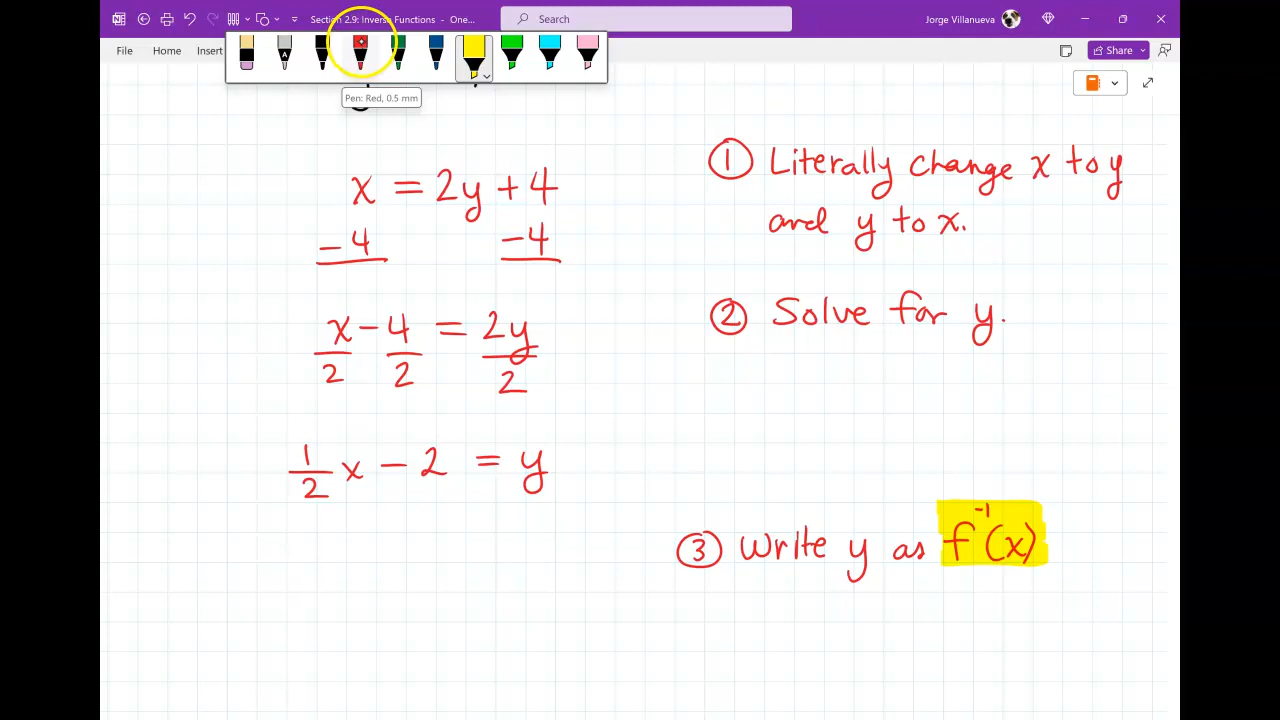 Section 2.9: Inverse Functions - One...
Search
Jorge Villanueva
File
Home
Insert
Share
A
Pen: Red, 0.5 mm
x = 2y + 4
-4 -4
x - 4 = 2y
2 2 2
1/2 x - 2 = y
① Literally change x to y
and y to x.
② Solve for y.
③ Write y as f⁻¹(x)